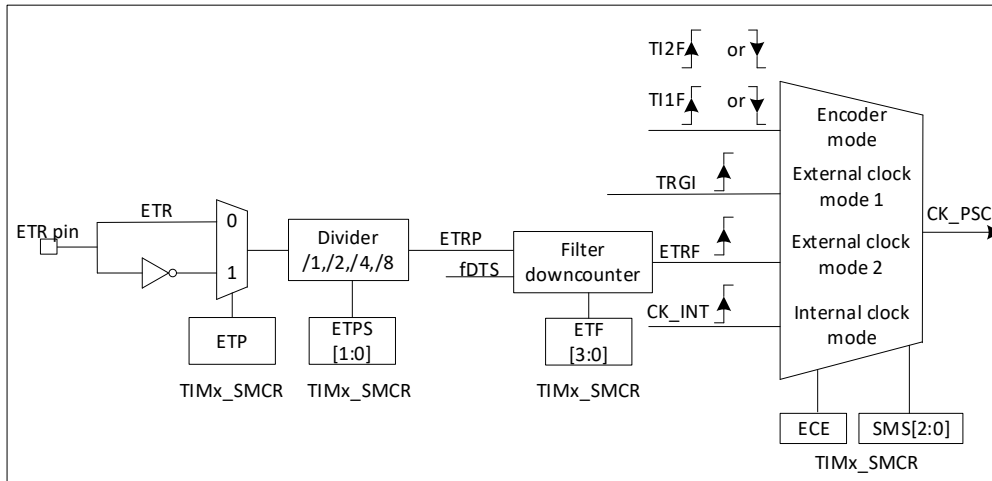 TI2F or
TI1F or
Encoder
mode
TRGI
External clock
mode 1
CK_PSC
ETR pin
ETR
0
1
Divider
/1,/2,/4,/8
ETRP
fDTS
Filter
downcounter
ETRF
External clock
mode 2
CK_INT
Internal clock
mode
ETP
TIMx_SMCR
ETPS
[1:0]
TIMx_SMCR
ETF
[3:0]
TIMx_SMCR
ECE
SMS[2:0]
TIMx_SMCR